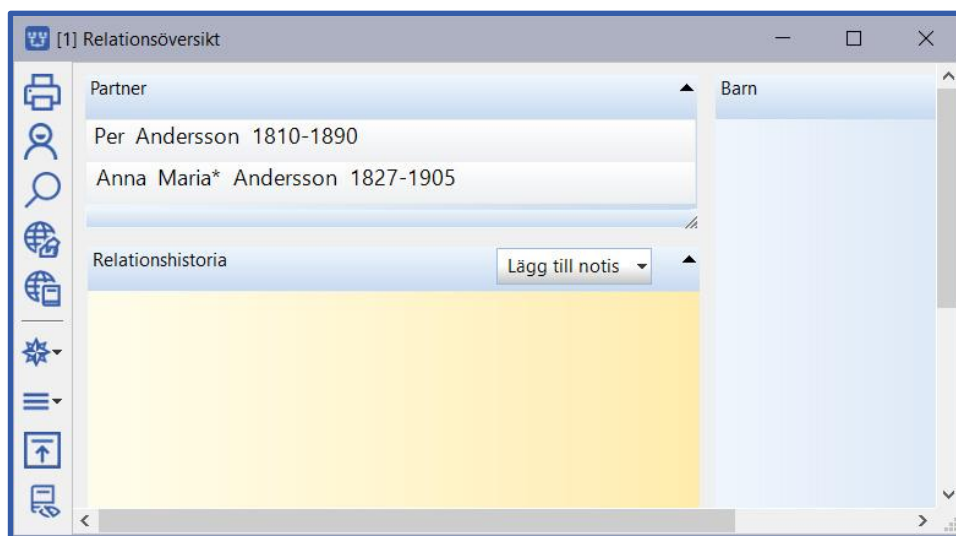 [1] Relationsöversikt
Partner
Per Andersson 1810-1890
Anna Maria* Andersson 1827-1905
Relationshistoria
Lägg till notis
Barn